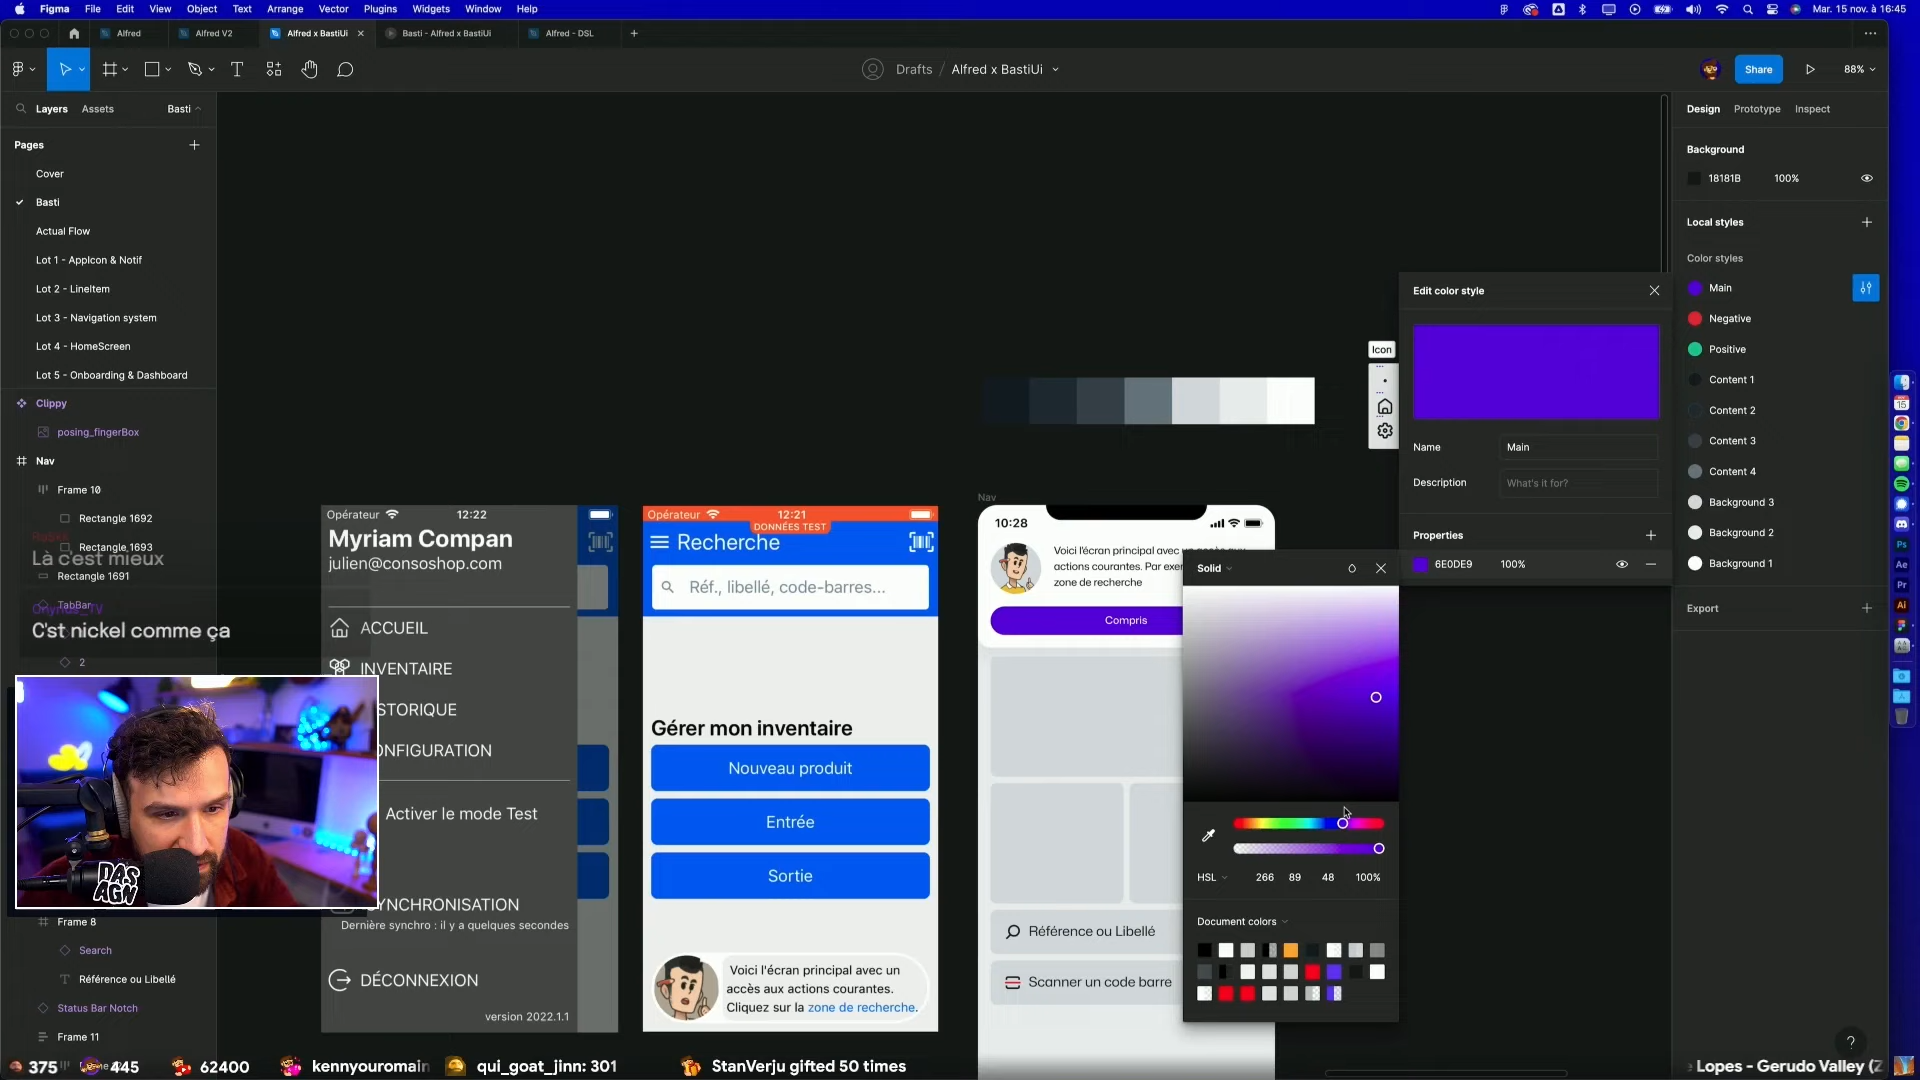 Figma File Edit View Object Text Arrange Vector Plugins Widgets Window Help
Mar. 15 nov. à 16:45
Alfred
Alfred V2
Alfred x BastiUi
Basti - Alfred x BastiUi
Alfred - DSL
Drafts / Alfred x BastiUi
Share
88%
Layers Assets Basti
Pages
Cover
Basti
Actual Flow
Lot 1 - AppIcon & Notif
Lot 2 - LineItem
Lot 3 - Navigation system
Lot 4 - HomeScreen
Lot 5 - Onboarding & Dashboard
Clippy
posing_fingerBox
Nav
Frame 10
Rectangle 1692
Rectangle 1693
Là c'est mieux
Rectangle 1691
TabBar
C'st nickel comme ça
2
DAS
AGN
Frame 8
Search
Référence ou Libellé
Status Bar Notch
Frame 11
375
445
62400
kennyouromain
qui_goat_jinn: 301
StanVerju gifted 50 times
Lopes - Gerudo Valley (Z
Opérateur
12:22
Myriam Compan
julien@consoshop.com
ACCUEIL
INVENTAIRE
STORIQUE
ONFIGURATION
Activer le mode Test
YNCHRONISATION
Dernière synchro : il y a quelques secondes
DÉCONNEXION
version 2022.1.1
Opérateur
12:21
DONNÉES TEST
Recherche
Réf., libellé, code-barres...
Gérer mon inventaire
Nouveau produit
Entrée
Sortie
Voici l'écran principal avec un
accès aux actions courantes.
Cliquez sur la zone de recherche.
Nav
10:28
Voici l'écran principal avec un accès aux
actions courantes. Par exem
zone de recherche
Compris
Référence ou Libellé
Scanner un code barre
Icon
Edit color style
Name Main
Description What's it for?
Properties
6E0DE9 100%
Solid
HSL 266 89 48 100%
Document colors
Design Prototype Inspect
Background
18181B 100%
Local styles
Color styles
Main
Negative
Positive
Content 1
Content 2
Content 3
Content 4
Background 3
Background 2
Background 1
Export
?